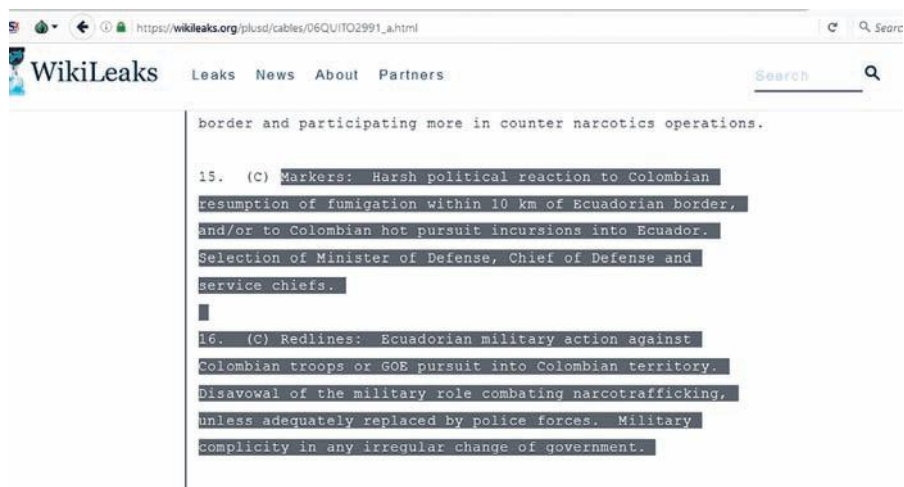 https://wikileaks.org/plusd/cables/06QUITO2991_a.html
Searc
WikiLeaks Leaks News About Partners Search
border and participating more in counter narcotics operations.
15. (C) Markers: Harsh political reaction to Colombian
resumption of fumigation within 10 km of Ecuadorian border,
and/or to Colombian hot pursuit incursions into Ecuador.
Selection of Minister of Defense, Chief of Defense and
service chiefs.
16. (C) Redlines: Ecuadorian military action against
Colombian troops or GOE pursuit into Colombian territory.
Disavowal of the military role combating narcotrafficking,
unless adequately replaced by police forces. Military
complicity in any irregular change of government.